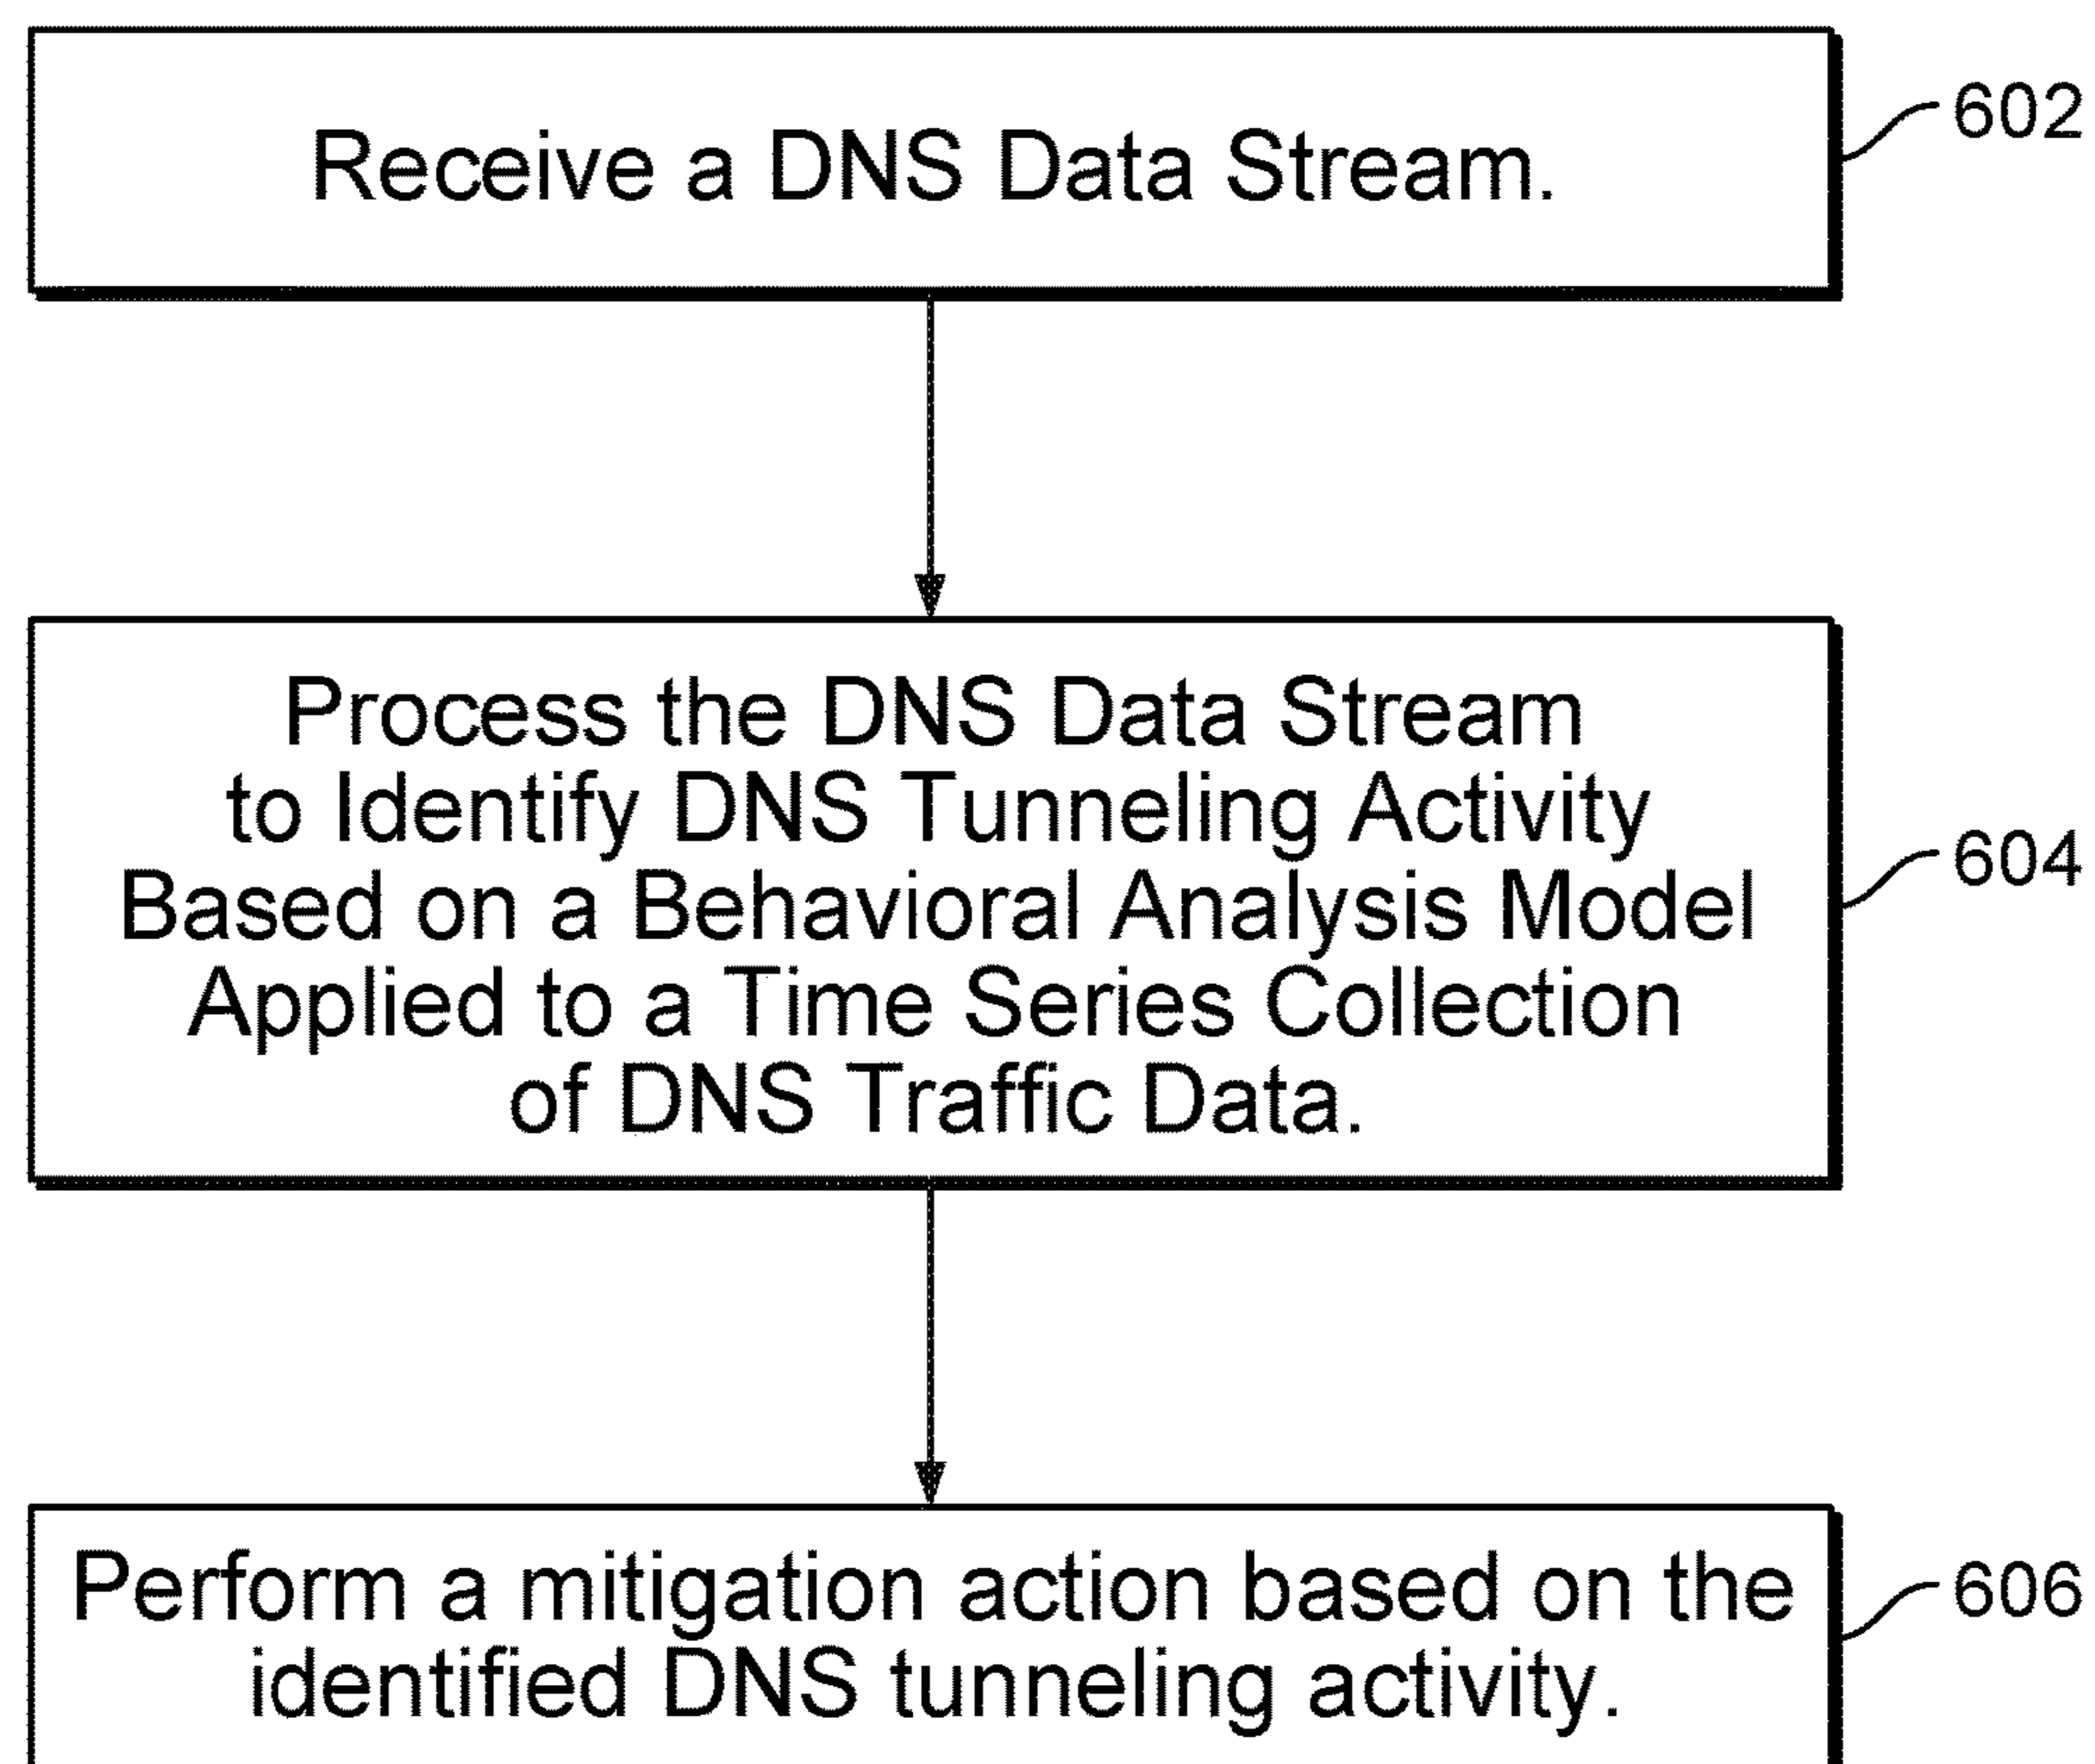 Receive a DNS Data Stream.
602
Process the DNS Data Stream
to Identify DNS Tunneling Activity
Based on a Behavioral Analysis Model
Applied to a Time Series Collection
of DNS Traffic Data.
604
Perform a mitigation action based on the
identified DNS tunneling activity.
606